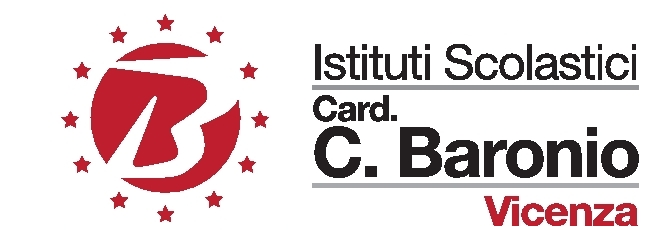 B
Istituti Scolastici
Card.
C. Baronio
Vicenza